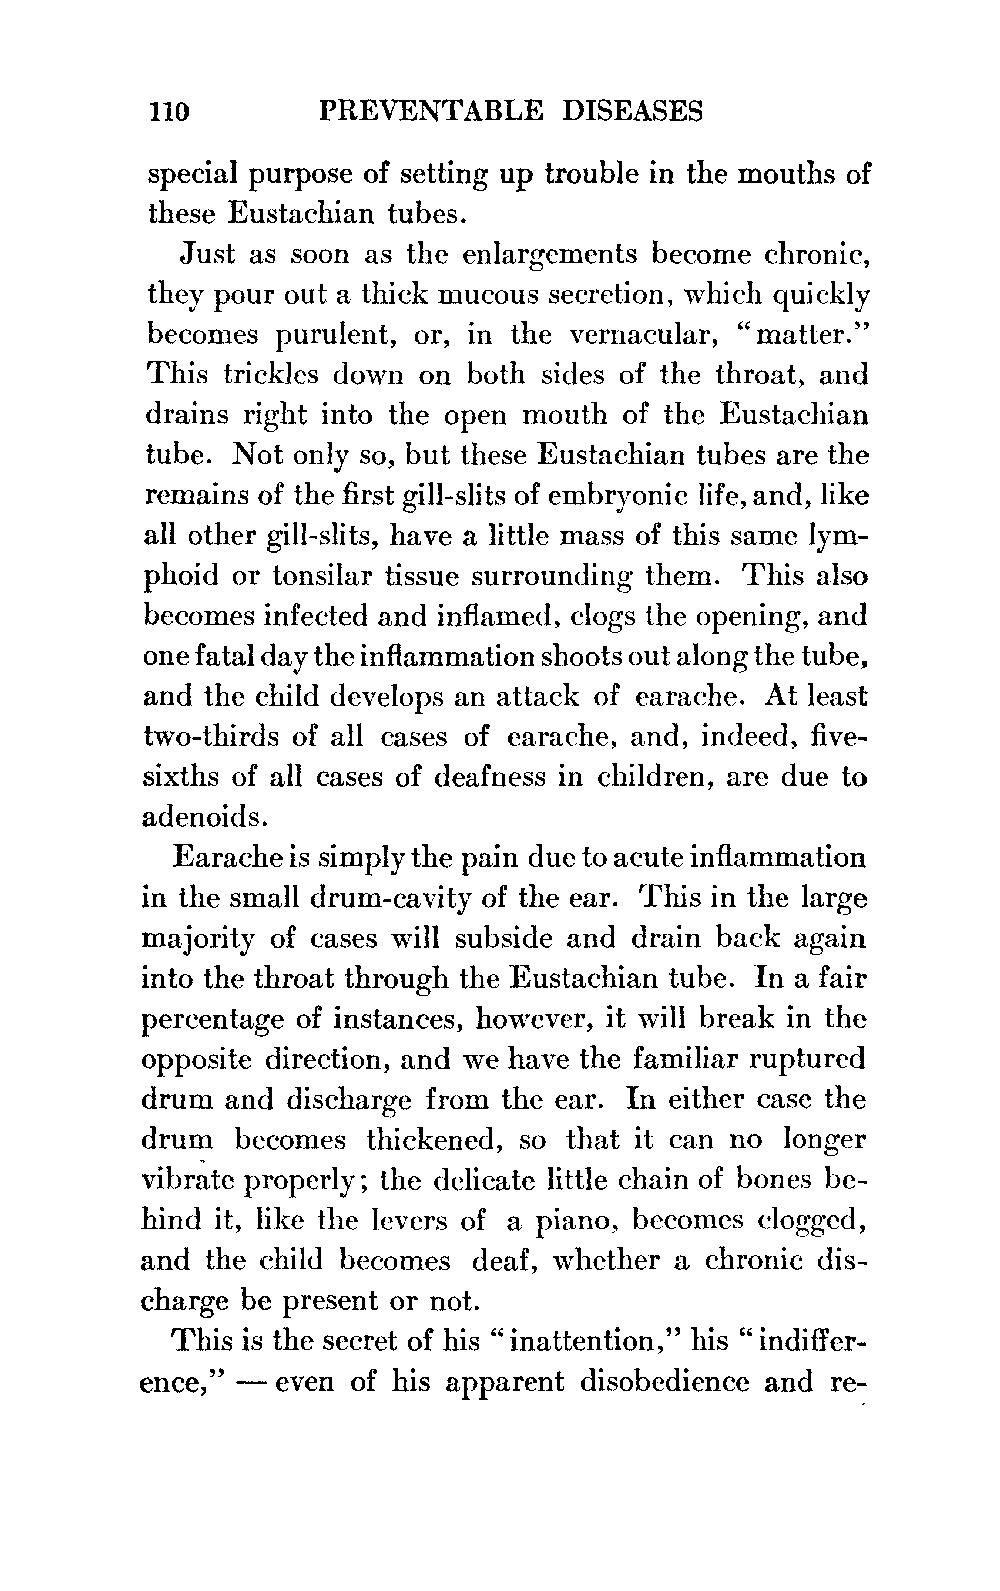 110 PREVENTABLE DISEASES
special purpose of setting up trouble in the mouths of
these Eustachian tubes.
Just as soon as the enlargements become chronic,
they pour out a thick mucous secretion, which quickly
becomes purulent, or, in the vernacular, “matter.”
This trickles down on both sides of the throat, and
drains right into the open mouth of the Eustachian
tube. Not only so, but these Eustachian tubes are the
remains of the first gill-slits of embryonic life, and, like
all other gill-slits, have a little mass of this same lym-
phoid or tonsilar tissue surrounding them. This also
becomes infected and inflamed, clogs the opening, and
one fatal day the inflammation shoots out along the tube,
and the child develops an attack of earache. At least
two-thirds of all cases of earache, and, indeed, five-
sixths of all cases of deafness in children, are due to
adenoids.
Earache is simply the pain due to acute inflammation
in the small drum-cavity of the ear. This in the large
majority of cases will subside and drain back again
into the throat through the Eustachian tube. In a fair
percentage of instances, however, it will break in the
opposite direction, and we have the familiar ruptured
drum and discharge from the ear. In either case the
drum becomes thickened, so that it can no longer
vibrate properly; the delicate little chain of bones be-
hind it, like the levers of a piano, becomes clogged,
and the child becomes deaf, whether a chronic dis-
charge be present or not.
This is the secret of his “inattention,” his “indiffer-
ence,” — even of his apparent disobedience and re-